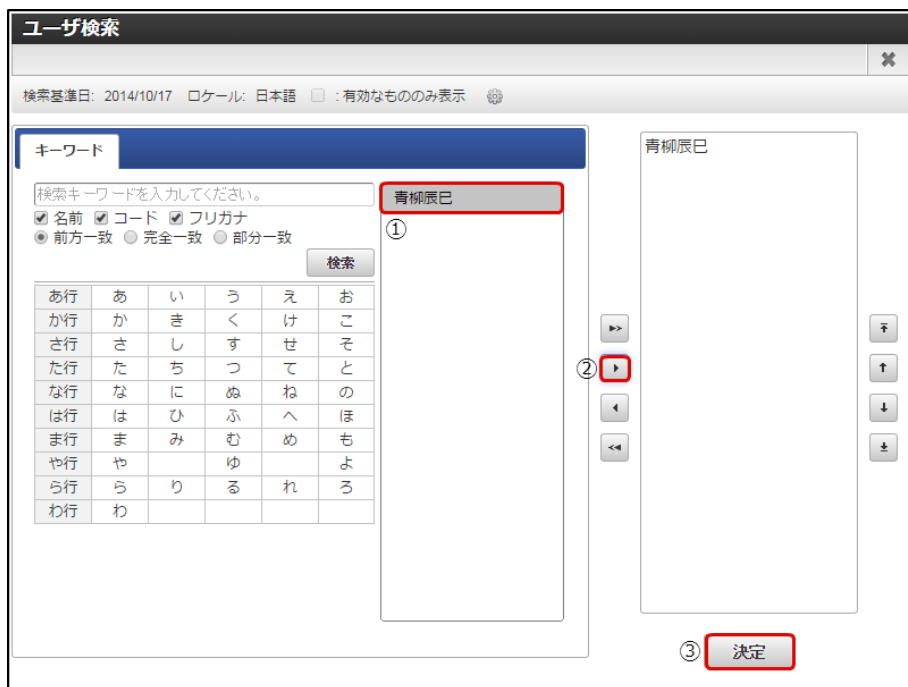 ユーザ検索
検索基準日: 2014/10/17 ロケール: 日本語 : 有効なもののみ表示
キーワード
検索キーワードを入力してください。
名前 コード フリガナ
前方一致 完全一致 部分一致
検索
あ行 あ い う え お
か行 か き く け こ
さ行 さ し す せ そ
た行 た ち つ て と
な行 な に ぬ ね の
は行 は ひ ふ へ ほ
ま行 ま み む め も
や行 や ゆ よ
ら行 ら り る れ ろ
わ行 わ
青柳辰巳
①
②
青柳辰巳
③ 決定